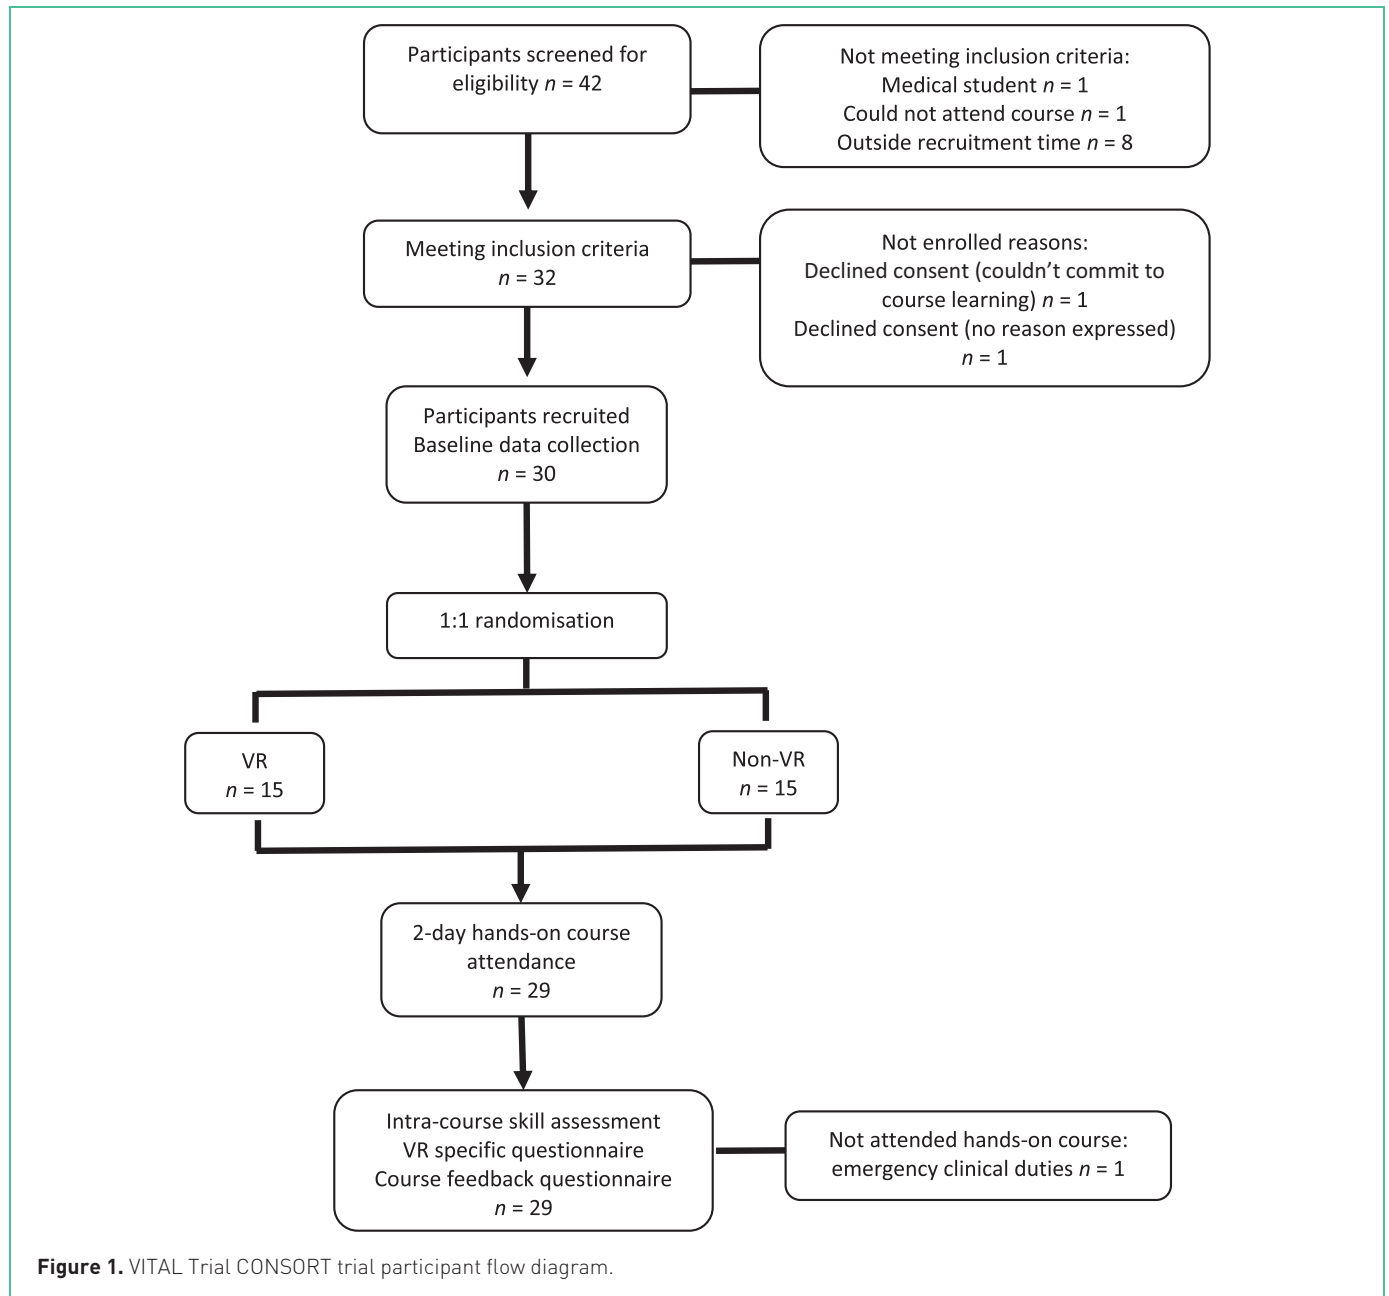 Participants screened for
eligibility n = 42
Not meeting inclusion criteria:
Medical student n = 1
Could not attend course n = 1
Outside recruitment time n = 8
Meeting inclusion criteria
n = 32
Not enrolled reasons:
Declined consent (couldn’t commit to
course learning) n = 1
Declined consent (no reason expressed)
n = 1
Participants recruited
Baseline data collection
n = 30
1:1 randomisation
VR
n = 15
Non-VR
n = 15
2-day hands-on course
attendance
n = 29
Intra-course skill assessment
VR specific questionnaire
Course feedback questionnaire
n = 29
Not attended hands-on course:
emergency clinical duties n = 1
Figure 1. VITAL Trial CONSORT trial participant flow diagram.